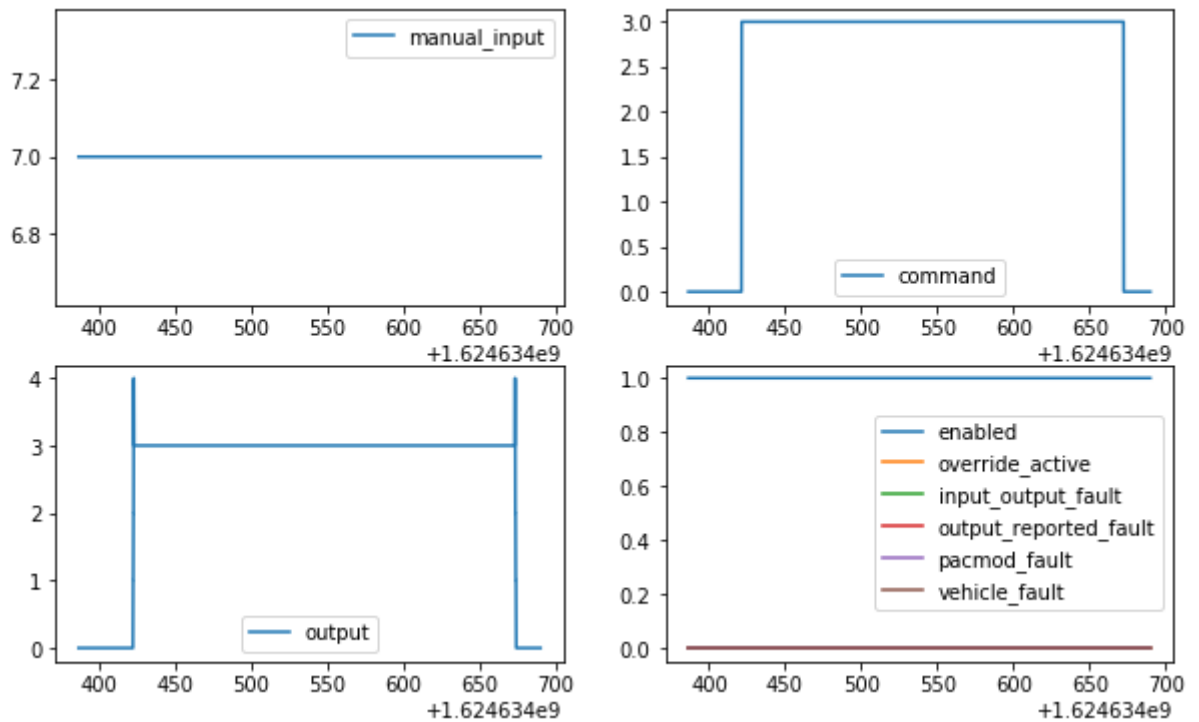 manual_input
7.2
7.0
6.8
400 450 500 550 600 650 700
+1.624634e9
3.0
2.5
2.0
1.5
1.0
0.5
0.0
command
400 450 500 550 600 650 700
+1.624634e9
4
3
2
1
0
output
400 450 500 550 600 650 700
+1.624634e9
1.0
0.8
0.6
0.4
0.2
0.0
enabled
override_active
input_output_fault
output_reported_fault
pacmod_fault
vehicle_fault
400 450 500 550 600 650 700
+1.624634e9